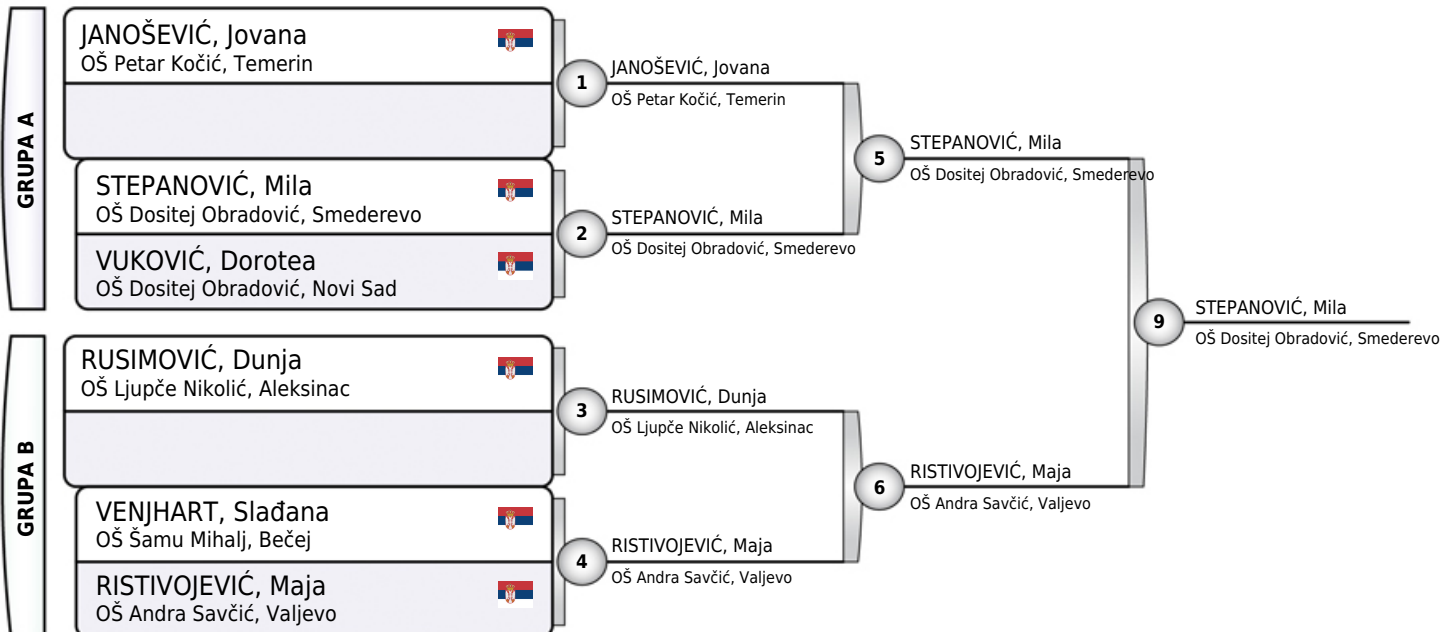 GRUPA A
JANOŠEVIĆ, Jovana
OŠ Petar Kočić, Temerin
STEPANOVIĆ, Mila
OŠ Dositej Obradović, Smederevo
VUKOVIĆ, Dorotea
OŠ Dositej Obradović, Novi Sad
1
JANOŠEVIĆ, Jovana
OŠ Petar Kočić, Temerin
2
STEPANOVIĆ, Mila
OŠ Dositej Obradović, Smederevo
5
STEPANOVIĆ, Mila
OŠ Dositej Obradović, Smederevo
GRUPA B
RUSIMOVIĆ, Dunja
OŠ Ljupče Nikolić, Aleksinac
VENJHART, Slađana
OŠ Šamu Mihalj, Bečej
RISTIVOJEVIĆ, Maja
OŠ Andra Savčić, Valjevo
3
RUSIMOVIĆ, Dunja
OŠ Ljupče Nikolić, Aleksinac
4
RISTIVOJEVIĆ, Maja
OŠ Andra Savčić, Valjevo
6
RISTIVOJEVIĆ, Maja
OŠ Andra Savčić, Valjevo
9
STEPANOVIĆ, Mila
OŠ Dositej Obradović, Smederevo